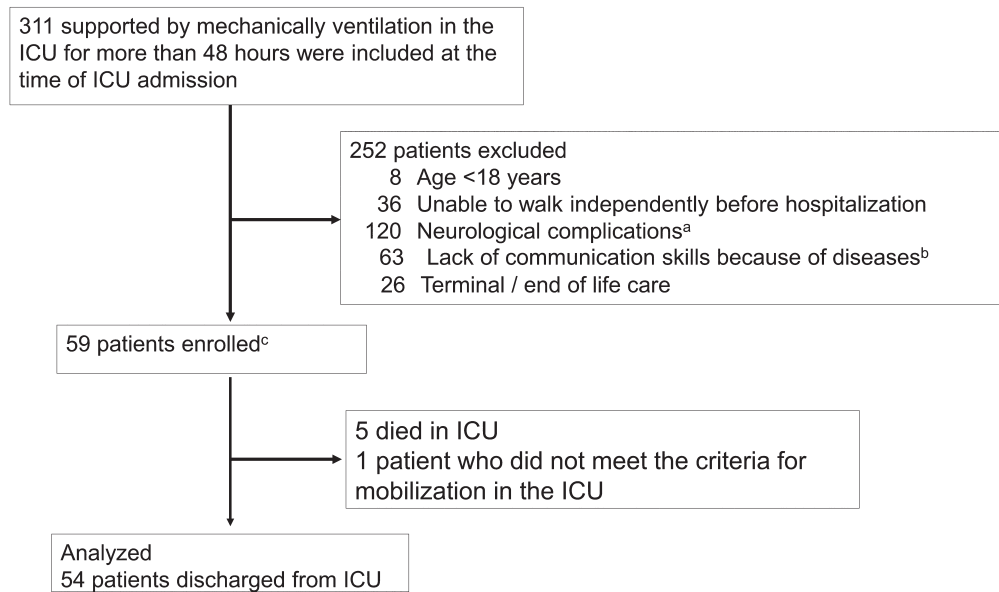 311 supported by mechanically ventilation in the
ICU for more than 48 hours were included at the
time of ICU admission
252 patients excluded
8 Age <18 years
36 Unable to walk independently before hospitalization
120 Neurological complicationsᵃ
63 Lack of communication skills because of diseasesᵇ
26 Terminal / end of life care
59 patients enrolledᶜ
5 died in ICU
1 patient who did not meet the criteria for
mobilization in the ICU
Analyzed
54 patients discharged from ICU